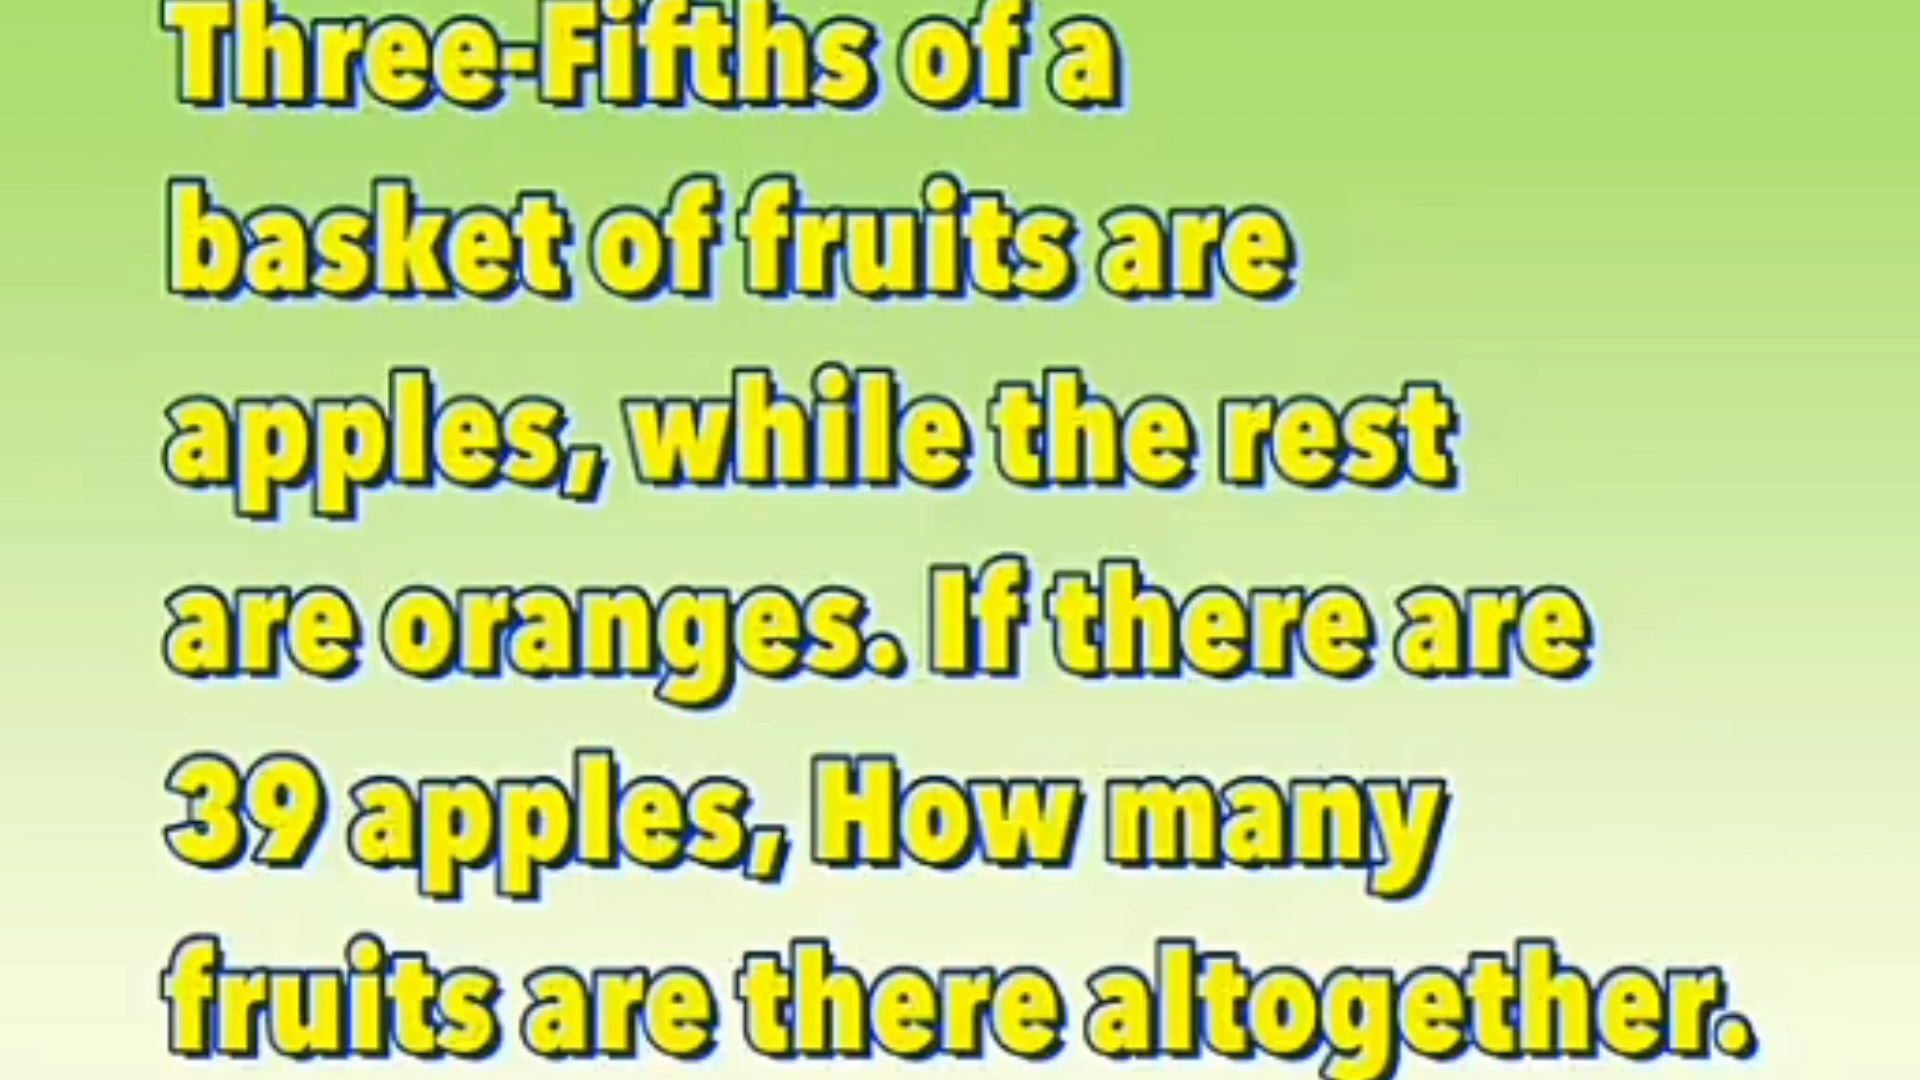 Three-Fifths of a
basket of fruits are
apples, while the rest
are oranges. If there are
39 apples, How many
fruits are there altogether.